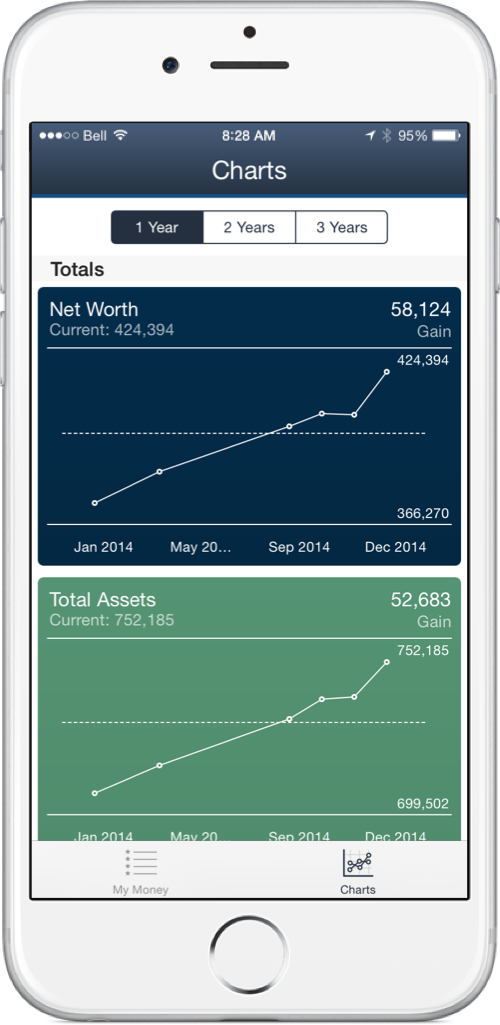 Bell 8:28 AM 95%
Charts
1 Year 2 Years 3 Years
Totals
Net Worth 58,124
Current: 424,394 Gain
424,394
366,270
Jan 2014 May 20... Sep 2014 Dec 2014
Total Assets 52,683
Current: 752,185 Gain
752,185
699,502
Jan 2014 May 20... Sep 2014 Dec 2014
My Money Charts